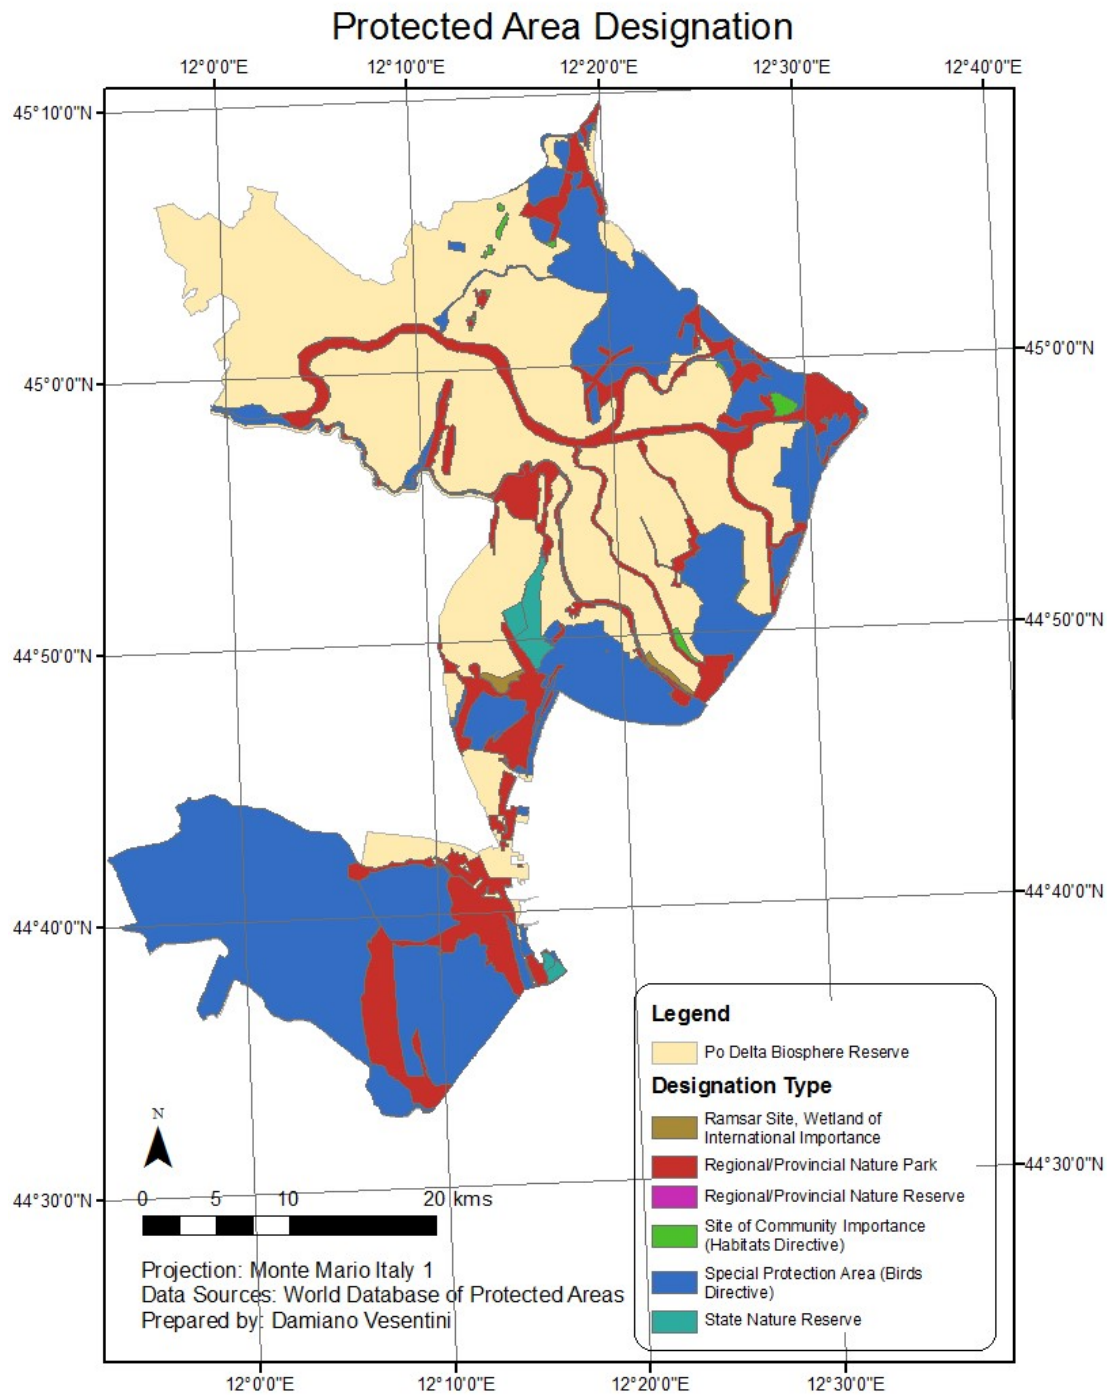 Protected Area Designation
12°0'0"E 12°10'0"E 12°20'0"E 12°30'0"E 12°40'0"E
45°10'0"N
45°0'0"N
45°0'0"N
44°50'0"N
44°50'0"N
44°40'0"N
44°40'0"N
Legend
Po Delta Biosphere Reserve
Designation Type
Ramsar Site, Wetland of
International Importance
Regional/Provincial Nature Park
Regional/Provincial Nature Reserve
Site of Community Importance
(Habitats Directive)
Special Protection Area (Birds
Directive)
State Nature Reserve
44°30'0"N
N
44°30'0"N
0 5 10 20 kms
Projection: Monte Mario Italy 1
Data Sources: World Database of Protected Areas
Prepared by: Damiano Vesentini
12°0'0"E 12°10'0"E 12°20'0"E 12°30'0"E